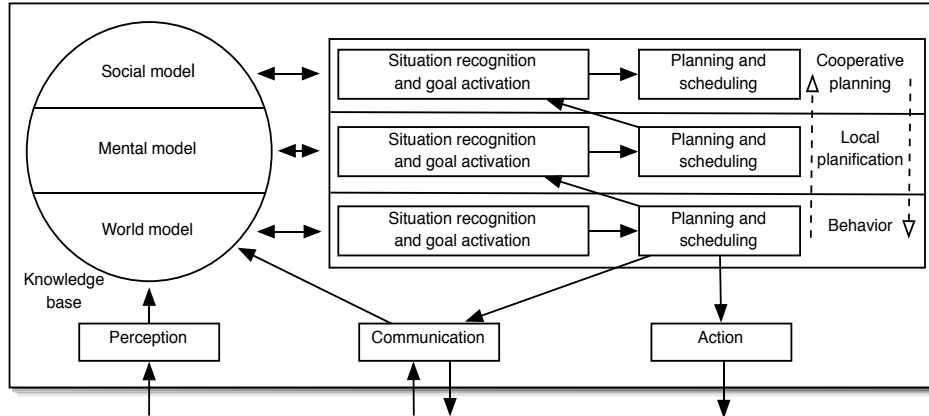 Social model
Situation recognition
and goal activation
Planning and
scheduling
Cooperative
planning
Mental model
Situation recognition
and goal activation
Planning and
scheduling
Local
planification
World model
Situation recognition
and goal activation
Planning and
scheduling
Behavior
Knowledge
base
Perception
Communication
Action